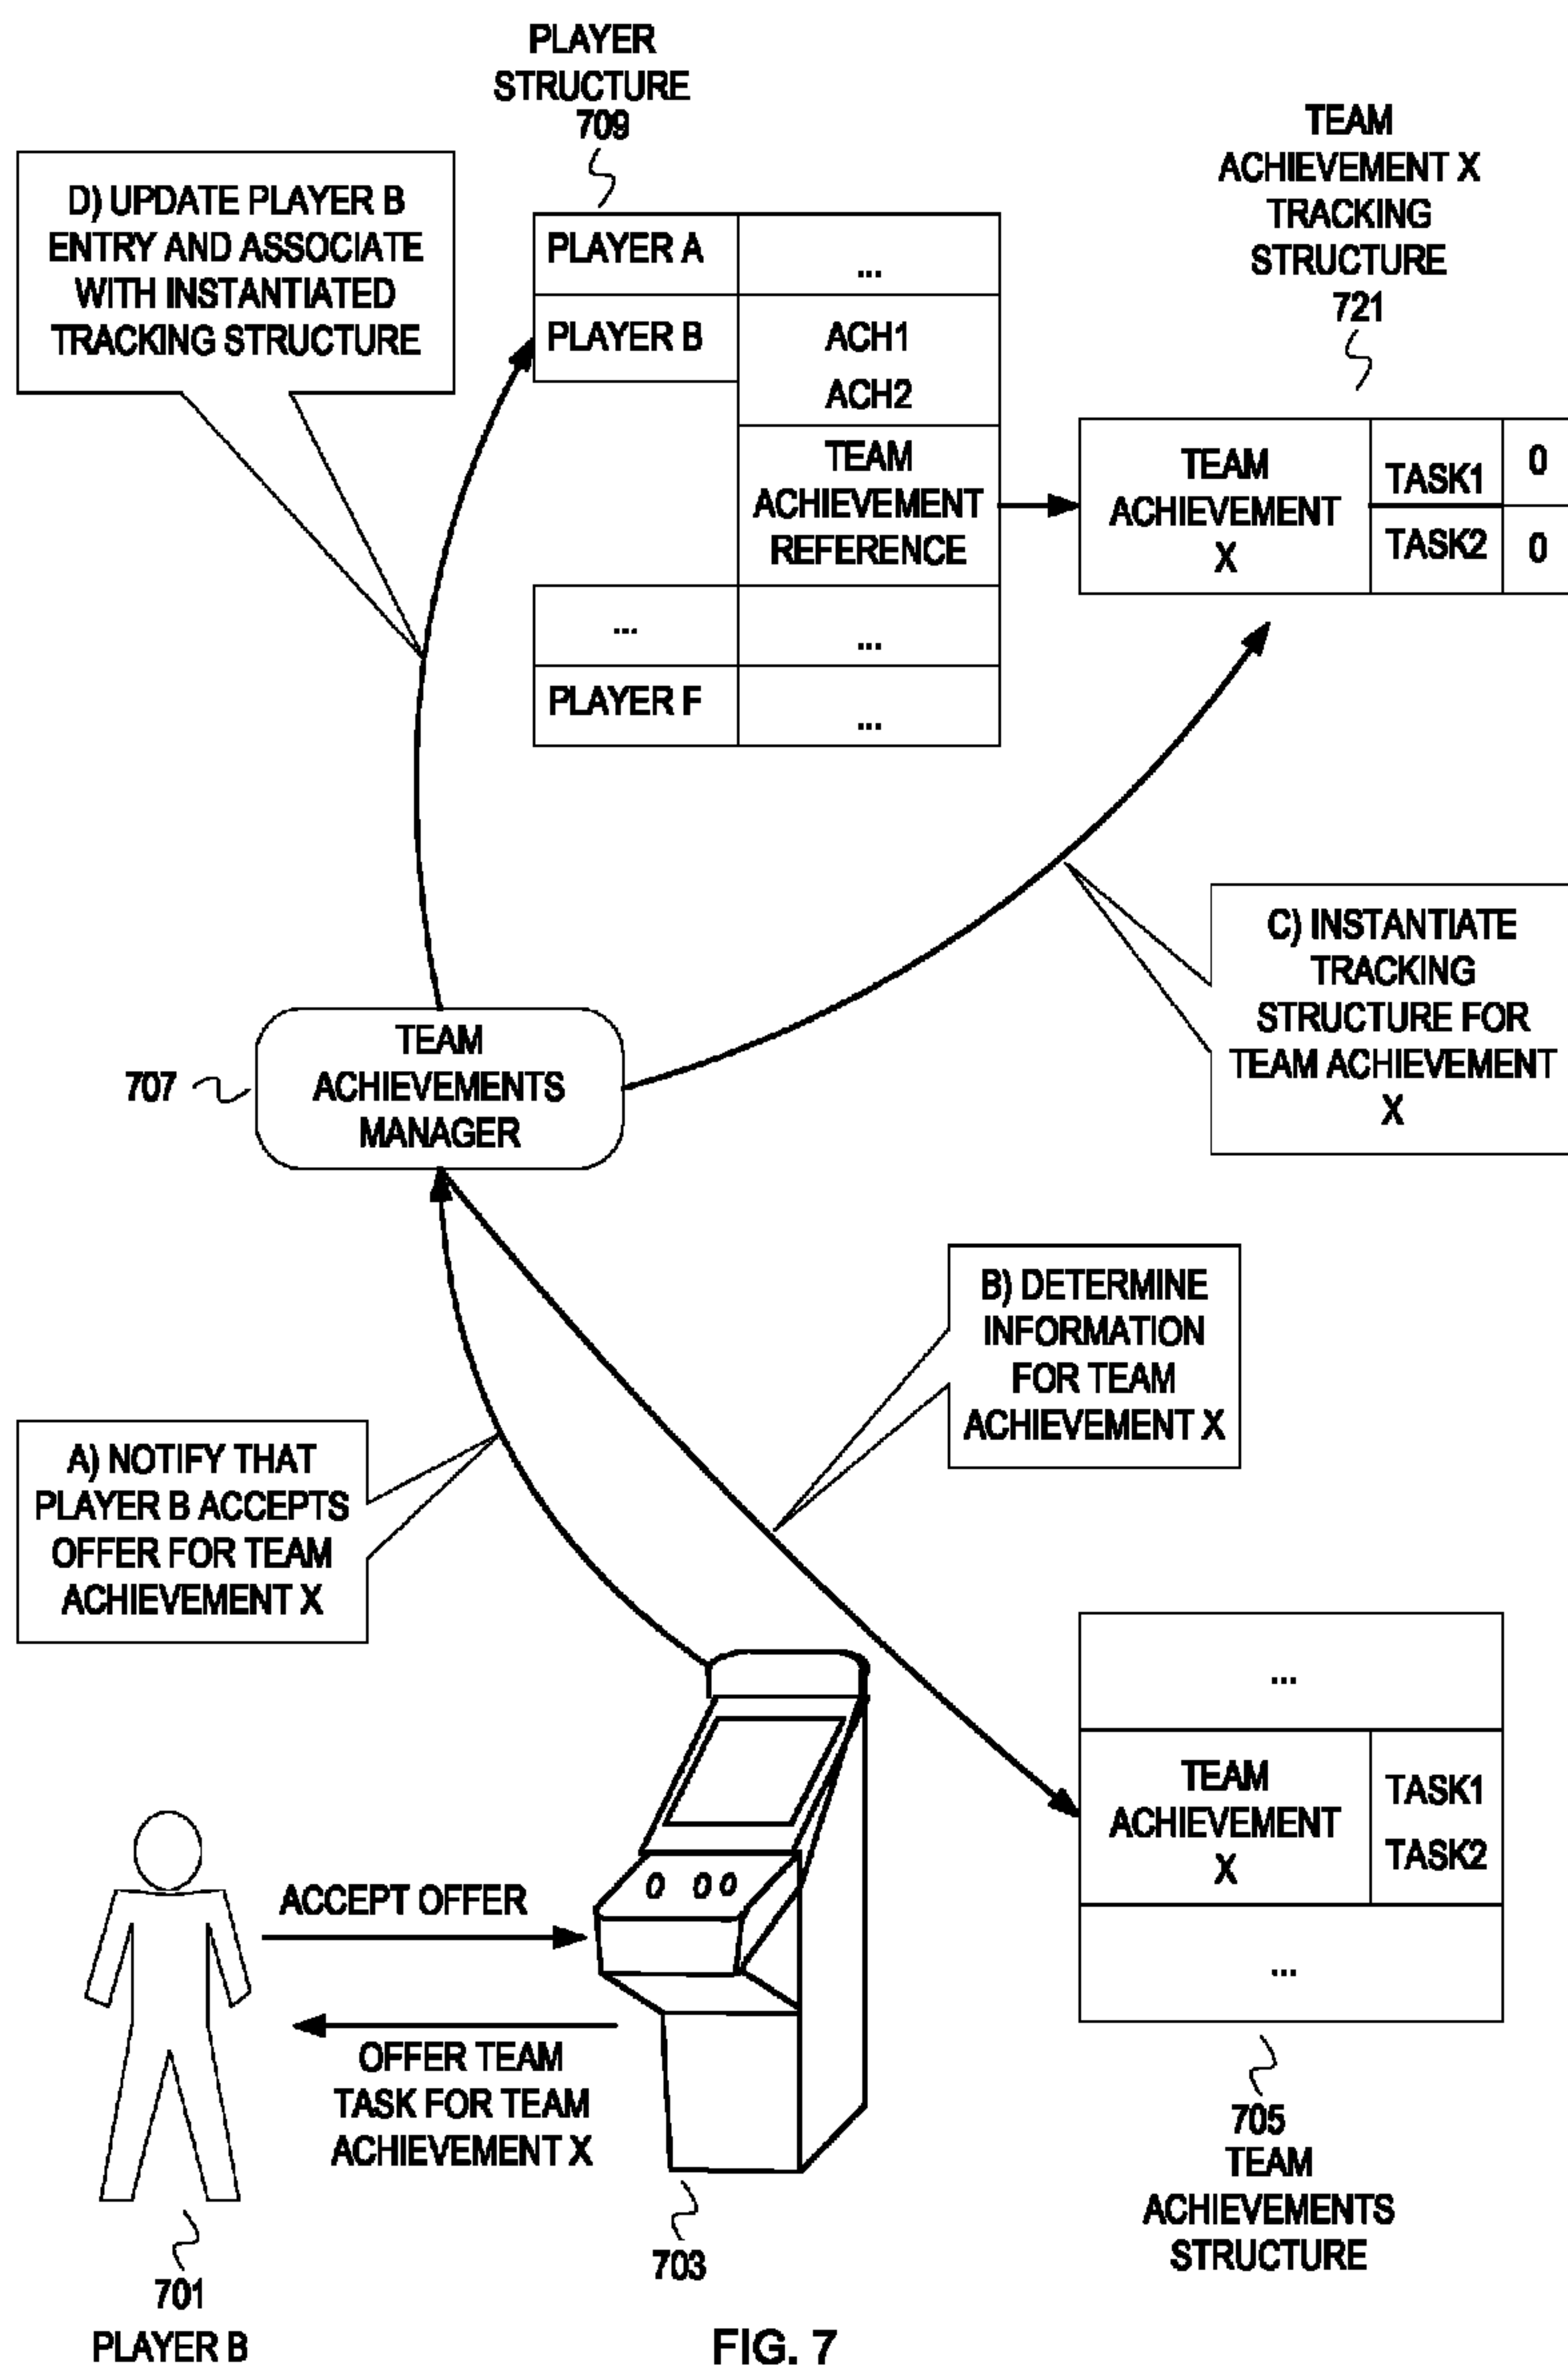 PLAYER
STRUCTURE
709
TEAM
ACHIEVEMENT X
TRACKING
STRUCTURE
721
D) UPDATE PLAYER B
ENTRY AND ASSOCIATE
WITH INSTANTIATED
TRACKING STRUCTURE
PLAYER A
...
PLAYER B
ACH1
ACH2
TEAM
ACHIEVEMENT
REFERENCE
...
...
PLAYER F
...
TEAM
ACHIEVEMENT
X
TASK1
0
TASK2
0
C) INSTANTIATE
TRACKING
STRUCTURE FOR
TEAM ACHIEVEMENT
X
707
TEAM
ACHIEVEMENTS
MANAGER
B) DETERMINE
INFORMATION
FOR TEAM
ACHIEVEMENT X
A) NOTIFY THAT
PLAYER B ACCEPTS
OFFER FOR TEAM
ACHIEVEMENT X
...
TEAM
ACHIEVEMENT
X
TASK1
TASK2
...
705
TEAM
ACHIEVEMENTS
STRUCTURE
ACCEPT OFFER
OFFER TEAM
TASK FOR TEAM
ACHIEVEMENT X
703
701
PLAYER B
FIG. 7